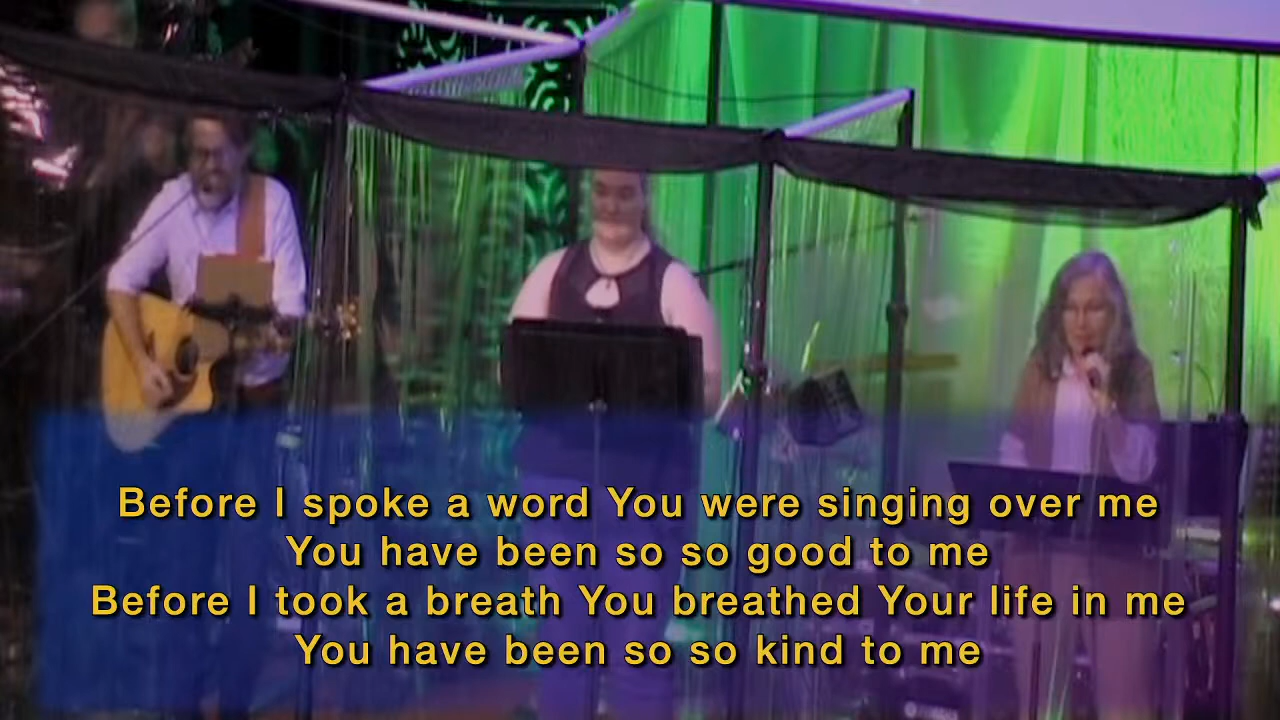 Before I spoke a word You were singing over me
You have been so so good to me
Before I took a breath You breathed Your life in me
You have been so so kind to me